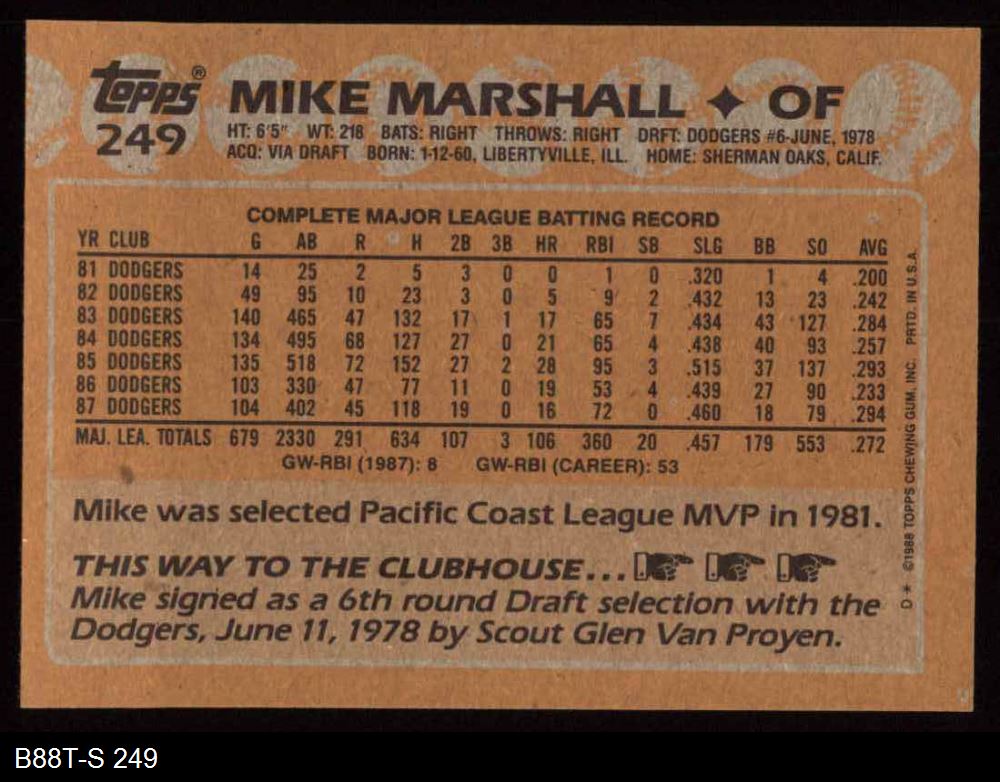 topps®
249
MIKE MARSHALL ✦ OF
HT: 6'5" WT: 218 BATS: RIGHT THROWS: RIGHT DRFT: DODGERS #6-JUNE, 1978
ACQ: VIA DRAFT BORN: 1-12-60, LIBERTYVILLE, ILL. HOME: SHERMAN OAKS, CALIF.
COMPLETE MAJOR LEAGUE BATTING RECORD
YR CLUB G AB R H 2B 3B HR RBI SB SLG BB SO AVG
81 DODGERS 14 25 2 5 3 0 0 1 0 .320 1 4 .200
82 DODGERS 49 95 10 23 3 0 5 9 2 .432 13 23 .242
83 DODGERS 140 465 47 132 17 1 17 65 7 .434 43 127 .284
84 DODGERS 134 495 68 127 27 0 21 65 4 .438 40 93 .257
85 DODGERS 135 518 72 152 27 2 28 95 3 .515 37 137 .293
86 DODGERS 103 330 47 77 11 0 19 53 4 .439 27 90 .233
87 DODGERS 104 402 45 118 19 0 16 72 0 .460 18 79 .294
MAJ. LEA. TOTALS 679 2330 291 634 107 3 106 360 20 .457 179 553 .272
GW-RBI (1987): 8 GW-RBI (CAREER): 53
Mike was selected Pacific Coast League MVP in 1981.
THIS WAY TO THE CLUBHOUSE...
Mike signed as a 6th round Draft selection with the
Dodgers, June 11, 1978 by Scout Glen Van Proyen.
D * ©1988 TOPPS CHEWING GUM, INC. PRTD. IN U.S.A.
B88T-S 249